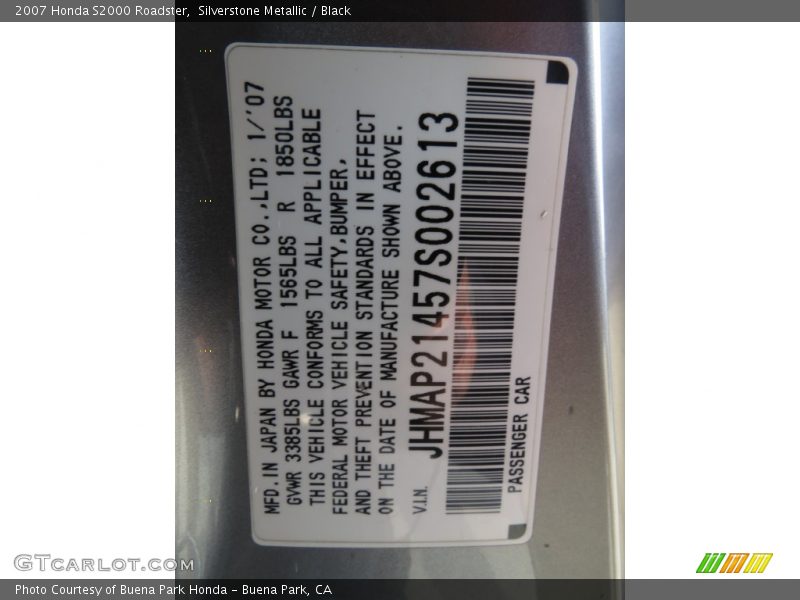 2007 Honda S2000 Roadster,  Silverstone Metallic / Black
MFD. IN JAPAN BY HONDA MOTOR CO.,LTD; 1/'07
GVWR 3385LBS GAWR F 1565LBS R 1850LBS
THIS VEHICLE CONFORMS TO ALL APPLICABLE
FEDERAL MOTOR VEHICLE SAFETY,BUMPER,
AND THEFT PREVENTION STANDARDS IN EFFECT
ON THE DATE OF MANUFACTURE SHOWN ABOVE.
V.I.N. JHMAP21457S002613
PASSENGER CAR
GTcarlot.com
Photo Courtesy of Buena Park Honda - Buena Park, CA